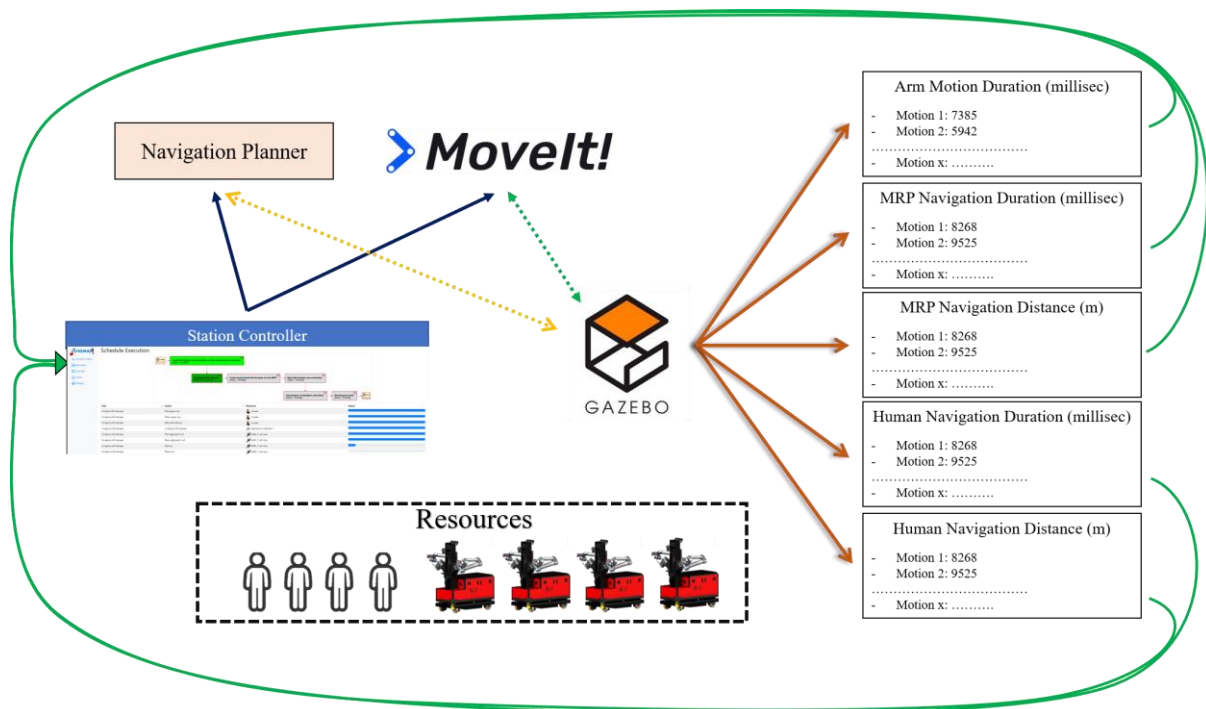 Navigation Planner
MoveIt!
Station Controller
Schedule Execution
GAZEBO
Resources
Arm Motion Duration (millisec)
- Motion 1: 7385
- Motion 2: 5942
………………………………
- Motion x: ……….
MRP Navigation Duration (millisec)
- Motion 1: 8268
- Motion 2: 9525
………………………………
- Motion x: ……….
MRP Navigation Distance (m)
- Motion 1: 8268
- Motion 2: 9525
………………………………
- Motion x: ……….
Human Navigation Duration (millisec)
- Motion 1: 8268
- Motion 2: 9525
………………………………
- Motion x: ……….
Human Navigation Distance (m)
- Motion 1: 8268
- Motion 2: 9525
………………………………
- Motion x: ……….